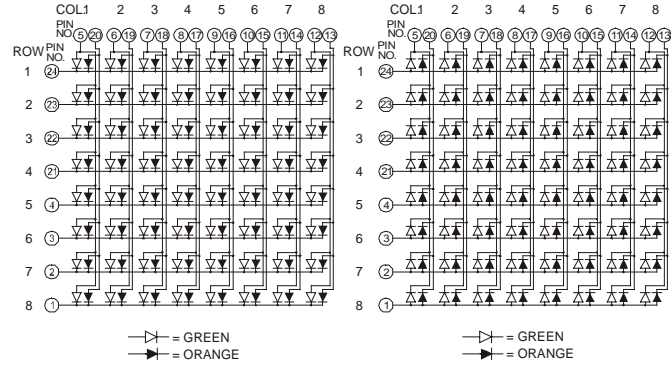 COL1 2 3 4 5 6 7 8
PIN NO. 5 20 6 19 7 18 8 17 9 16 10 15 11 14 12 13
ROW PIN NO.
1 24
2 23
3 22
4 21
5 4
6 3
7 2
8 1
= GREEN
= ORANGE
COL1 2 3 4 5 6 7 8
PIN NO. 5 20 6 19 7 18 8 17 9 16 10 15 11 14 12 13
ROW PIN NO.
1 24
2 23
3 22
4 21
5 4
6 3
7 2
8 1
= GREEN
= ORANGE